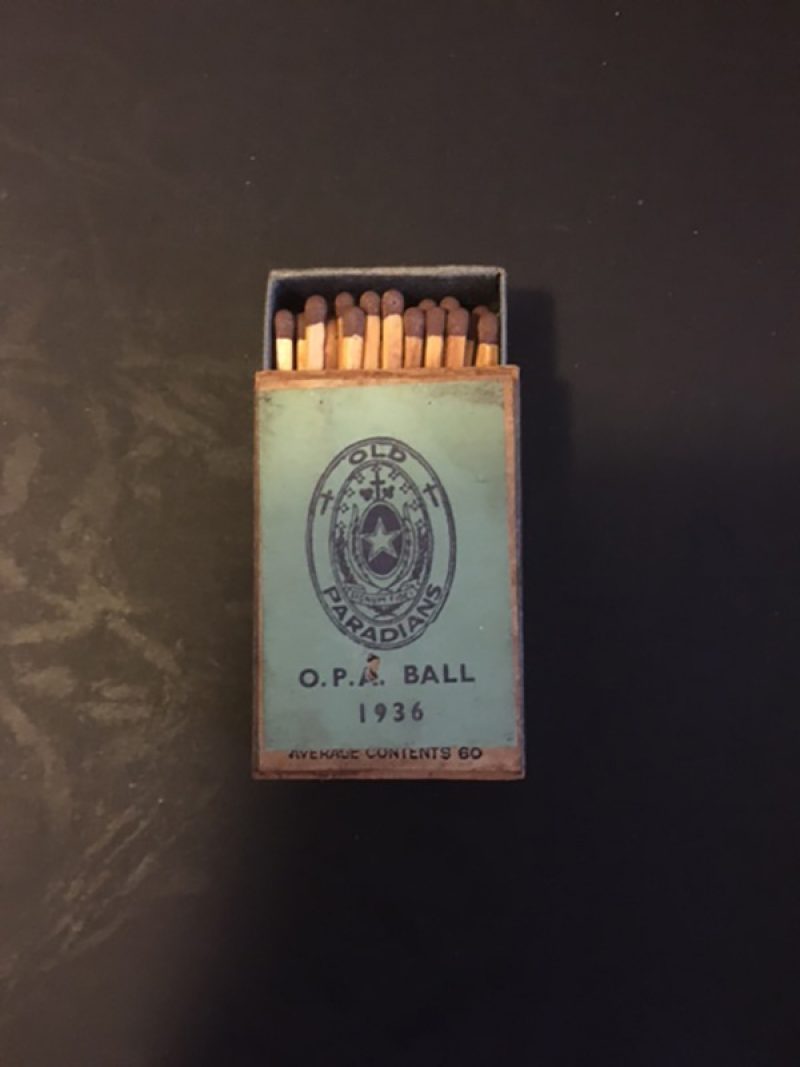 OLD
PARADIANS
O.P.A. BALL
1936
AVERAGE CONTENTS 60